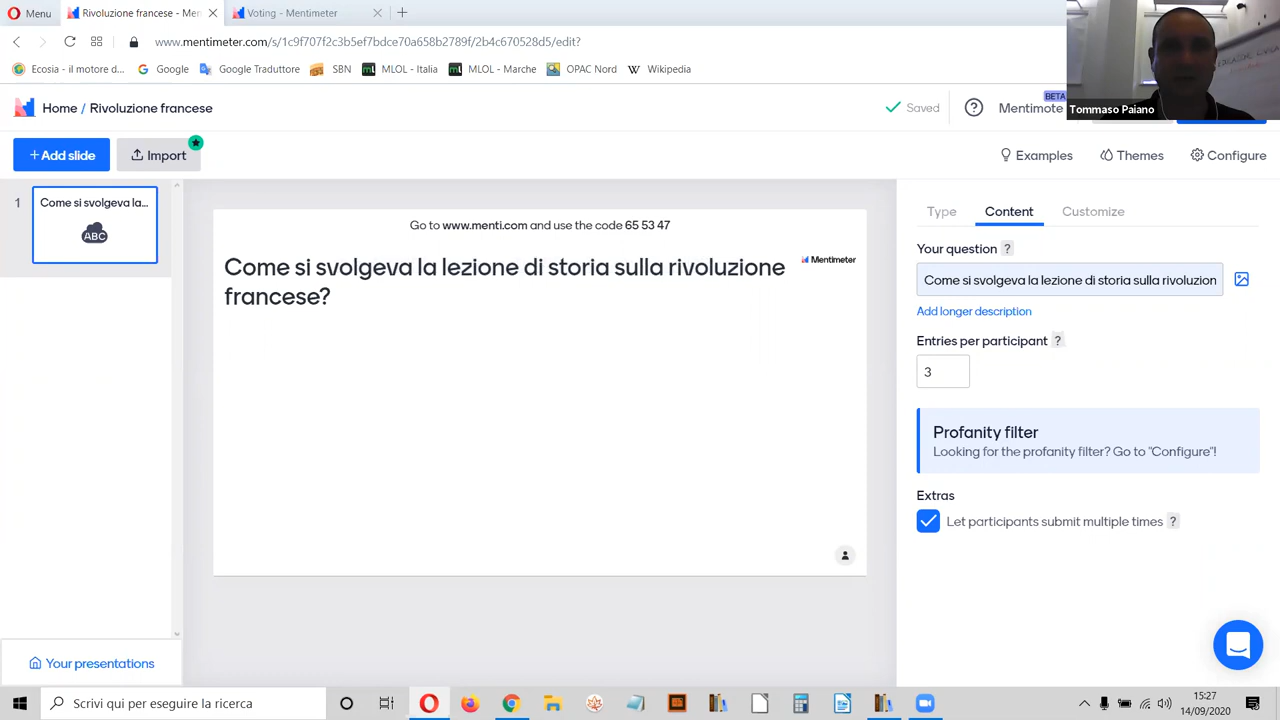 Menu
Rivoluzione francese - Men
Voting - Mentimeter
www.mentimeter.com/s/1c9f707f2c3b5ef7bdce70a658b2789f/2b4c670528d5/edit?
Ecosia - il motore d...
Google
Google Traduttore
SBN
MLOL - Italia
MLOL - Marche
OPAC Nord
Wikipedia
Tommaso Paiano
Home / Rivoluzione francese
Saved
BETA
Mentimote
+ Add slide
Import
Examples
Themes
Configure
1
Come si svolgeva la...
ABC
Go to www.menti.com and use the code 65 53 47
Mentimeter
Come si svolgeva la lezione di storia sulla rivoluzione
francese?
Type
Content
Customize
Your question ?
Come si svolgeva la lezione di storia sulla rivoluzion
Add longer description
Entries per participant ?
3
Profanity filter
Looking for the profanity filter? Go to "Configure"!
Extras
Let participants submit multiple times ?
Your presentations
Scrivi qui per eseguire la ricerca
15:27
14/09/2020